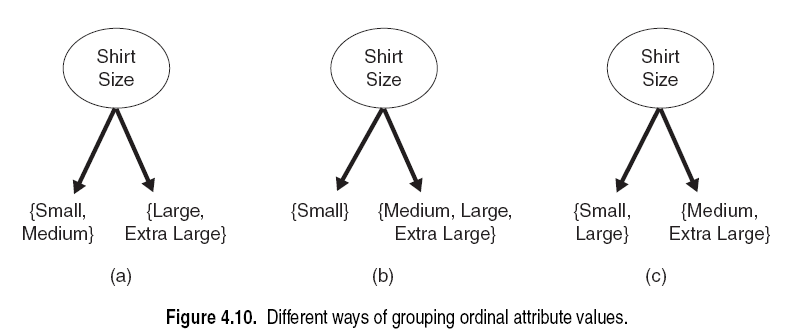 Shirt
Size
{Small,
Medium}
{Large,
Extra Large}
(a)
Shirt
Size
{Small}
{Medium, Large,
Extra Large}
(b)
Shirt
Size
{Small,
Large}
{Medium,
Extra Large}
(c)
Figure 4.10. Different ways of grouping ordinal attribute values.